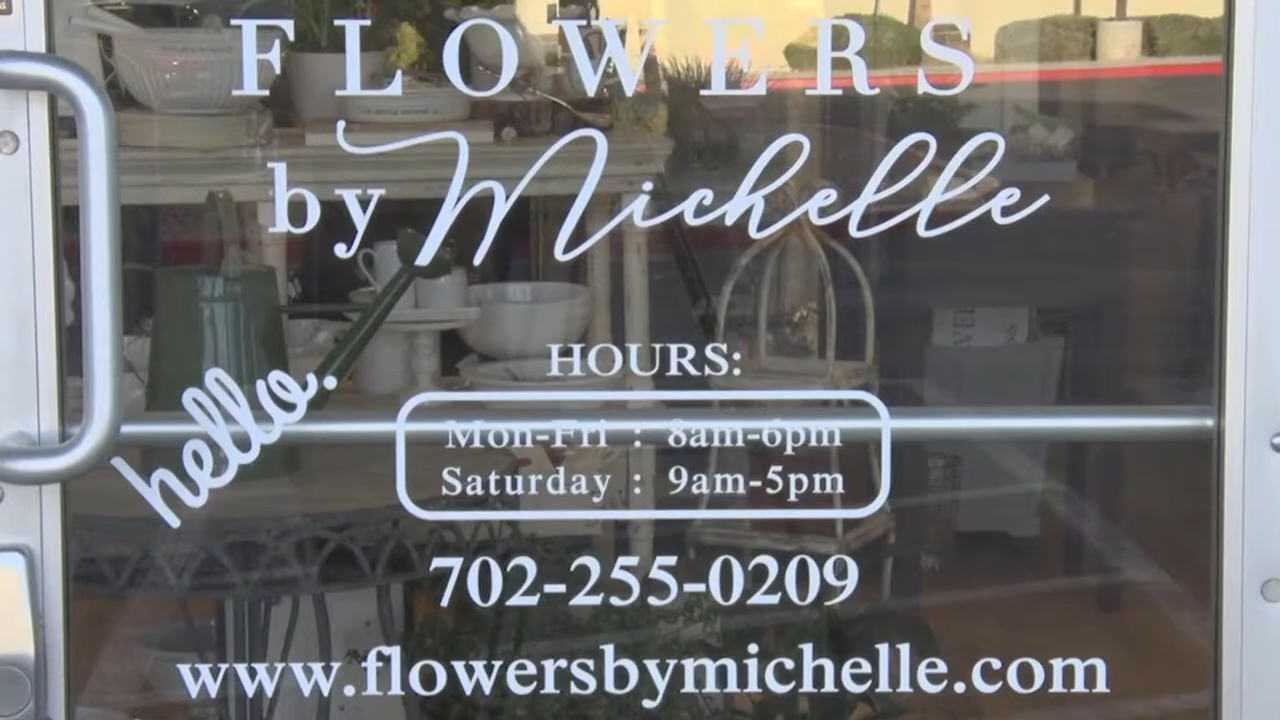 FLOWERS
by Michelle
HOURS:
Mon-Fri : 8am-6pm
Saturday : 9am-5pm
hello.
702-255-0209
www.flowersbymichelle.com